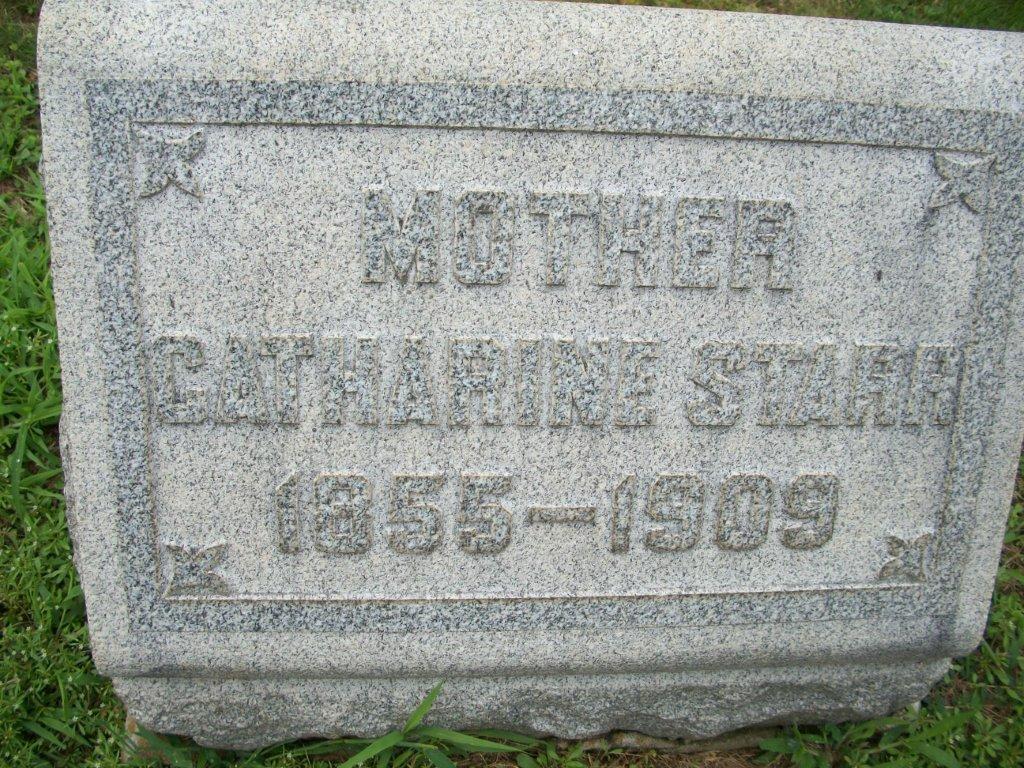 MOTHER
CATHARINE STARR
1855-1909